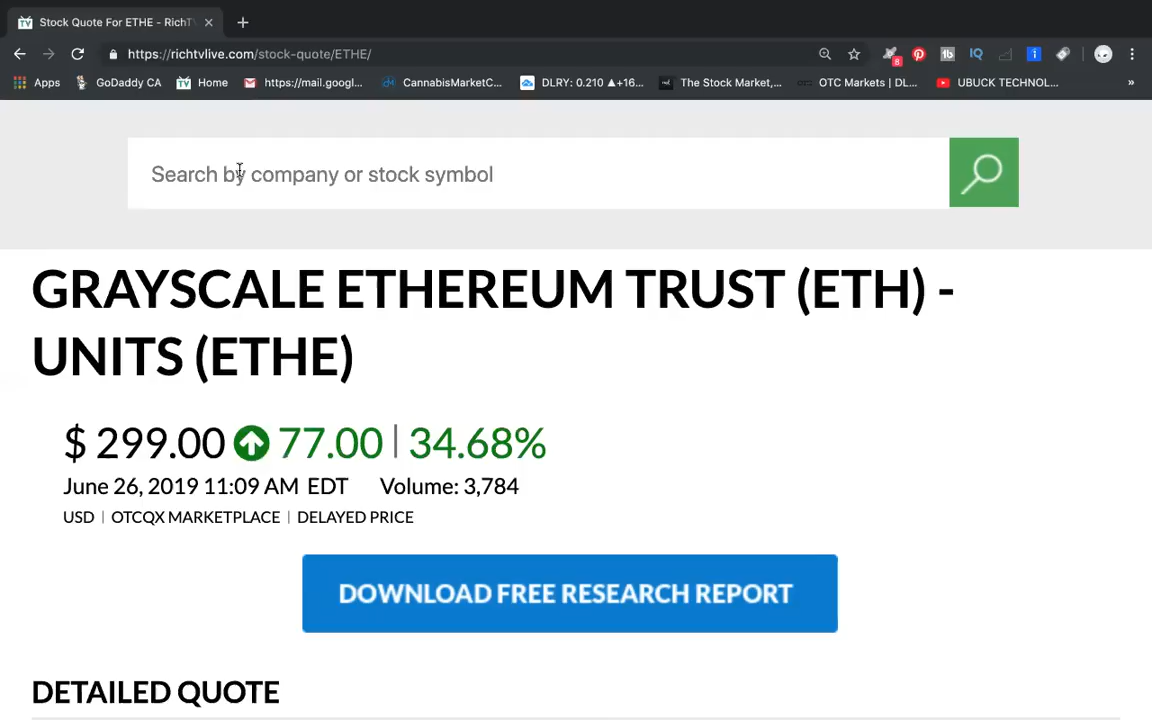 Stock Quote For ETHE - RichT
https://richtvlive.com/stock-quote/ETHE/
8
Apps
GoDaddy CA
TV Home
https://mail.googl...
CannabisMarketC...
DLRY: 0.210 ▲+16...
The Stock Market,...
OTC Markets | DL...
UBUCK TECHNOL...
»
Search by company or stock symbol
GRAYSCALE ETHEREUM TRUST (ETH) -
UNITS (ETHE)
$ 299.00 77.00 | 34.68%
June 26, 2019 11:09 AM EDT Volume: 3,784
USD | OTCQX MARKETPLACE | DELAYED PRICE
DOWNLOAD FREE RESEARCH REPORT
DETAILED QUOTE